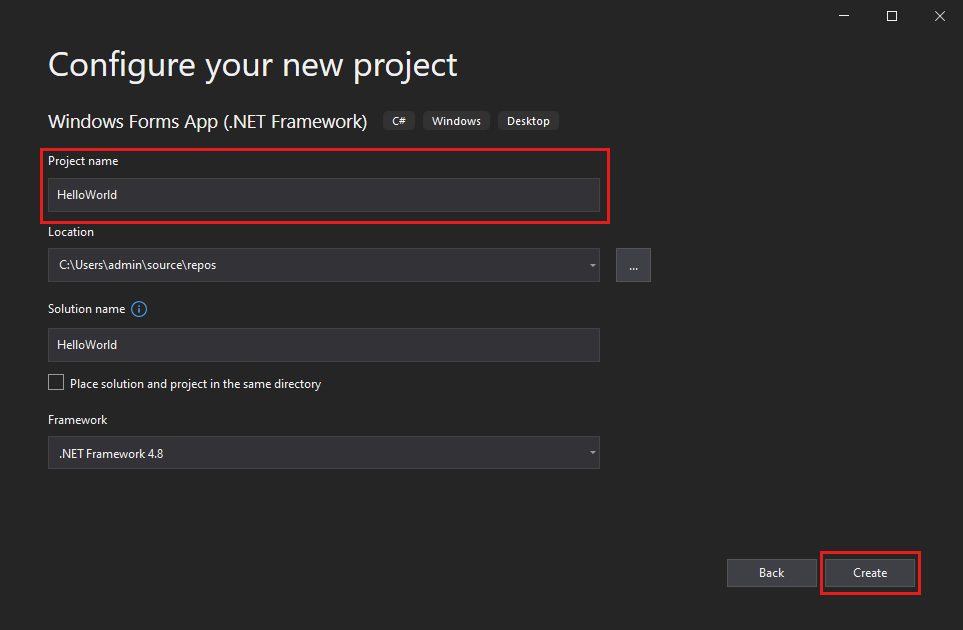 Configure your new project
Windows Forms App (.NET Framework) C# Windows Desktop
Project name
HelloWorld
Location
C:\Users\admin\source\repos
...
Solution name
HelloWorld
Place solution and project in the same directory
Framework
.NET Framework 4.8
Back Create